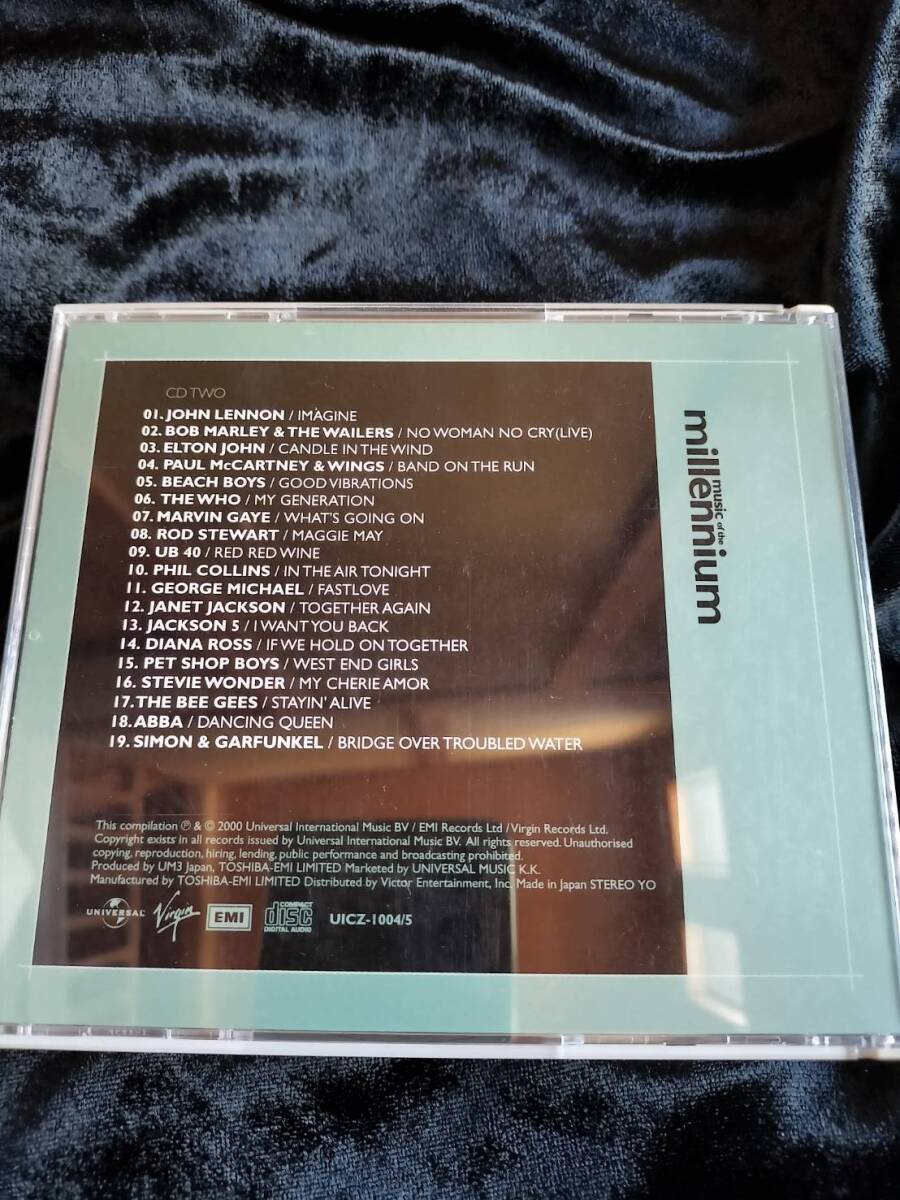 CD TWO
01. JOHN LENNON / IMAGINE
02. BOB MARLEY & THE WAILERS / NO WOMAN NO CRY(LIVE)
03. ELTON JOHN / CANDLE IN THE WIND
04. PAUL McCARTNEY & WINGS / BAND ON THE RUN
05. BEACH BOYS / GOOD VIBRATIONS
06. THE WHO / MY GENERATION
07. MARVIN GAYE / WHAT'S GOING ON
08. ROD STEWART / MAGGIE MAY
09. UB 40 / RED RED WINE
10. PHIL COLLINS / IN THE AIR TONIGHT
11. GEORGE MICHAEL / FASTLOVE
12. JANET JACKSON / TOGETHER AGAIN
13. JACKSON 5 / I WANT YOU BACK
14. DIANA ROSS / IF WE HOLD ON TOGETHER
15. PET SHOP BOYS / WEST END GIRLS
16. STEVIE WONDER / MY CHERIE AMOR
17. THE BEE GEES / STAYIN' ALIVE
18. ABBA / DANCING QUEEN
19. SIMON & GARFUNKEL / BRIDGE OVER TROUBLED WATER
This compilation ℗ & © 2000 Universal International Music BV / EMI Records Ltd / Virgin Records Ltd.
Copyright exists in all records issued by Universal International Music BV. All rights reserved. Unauthorised
copying, reproduction, hiring, lending, public performance and broadcasting prohibited.
Produced by UM3 Japan, TOSHIBA-EMI LIMITED Marketed by UNIVERSAL MUSIC K.K.
Manufactured by TOSHIBA-EMI LIMITED Distributed by Victor Entertainment, Inc. Made in Japan STEREO YO
UNIVERSAL Virgin EMI COMPACT disc DIGITAL AUDIO UICZ-1004/5
music of the
millennium